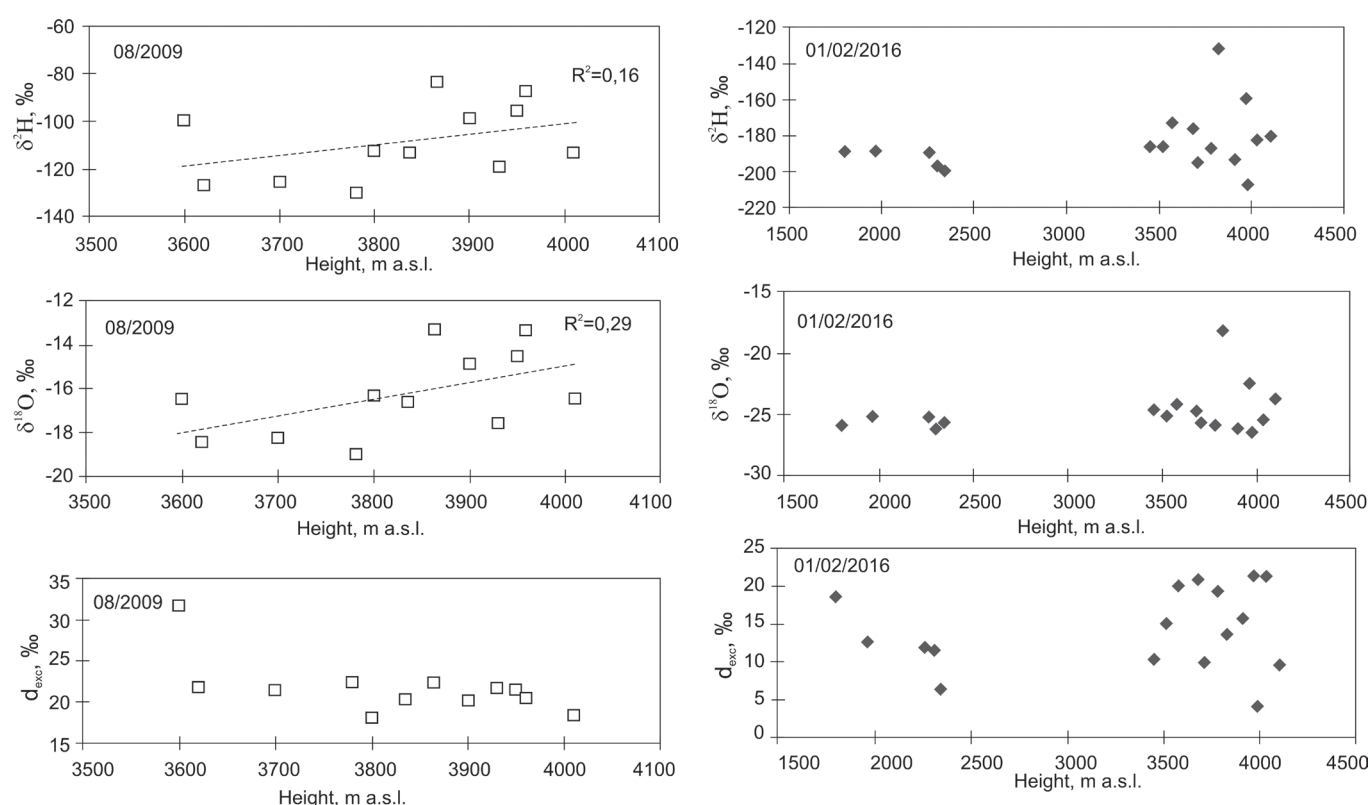 -60
-80
-100
-120
-140
δ²H, ‰
08/2009
R²=0,16
3500 3600 3700 3800 3900 4000 4100
Height, m a.s.l.
-120
-140
-160
-180
-200
-220
δ²H, ‰
01/02/2016
1500 2000 2500 3000 3500 4000 4500
Height, m a.s.l.
-12
-14
-16
-18
-20
δ¹⁸O, ‰
08/2009
R²=0,29
3500 3600 3700 3800 3900 4000 4100
Height, m a.s.l.
-15
-20
-25
-30
δ¹⁸O, ‰
01/02/2016
1500 2000 2500 3000 3500 4000 4500
Height, m a.s.l.
35
30
25
20
15
dexc, ‰
08/2009
3500 3600 3700 3800 3900 4000 4100
Height, m a.s.l.
25
20
15
10
5
0
dexc, ‰
01/02/2016
1500 2000 2500 3000 3500 4000 4500
Height, m a.s.l.